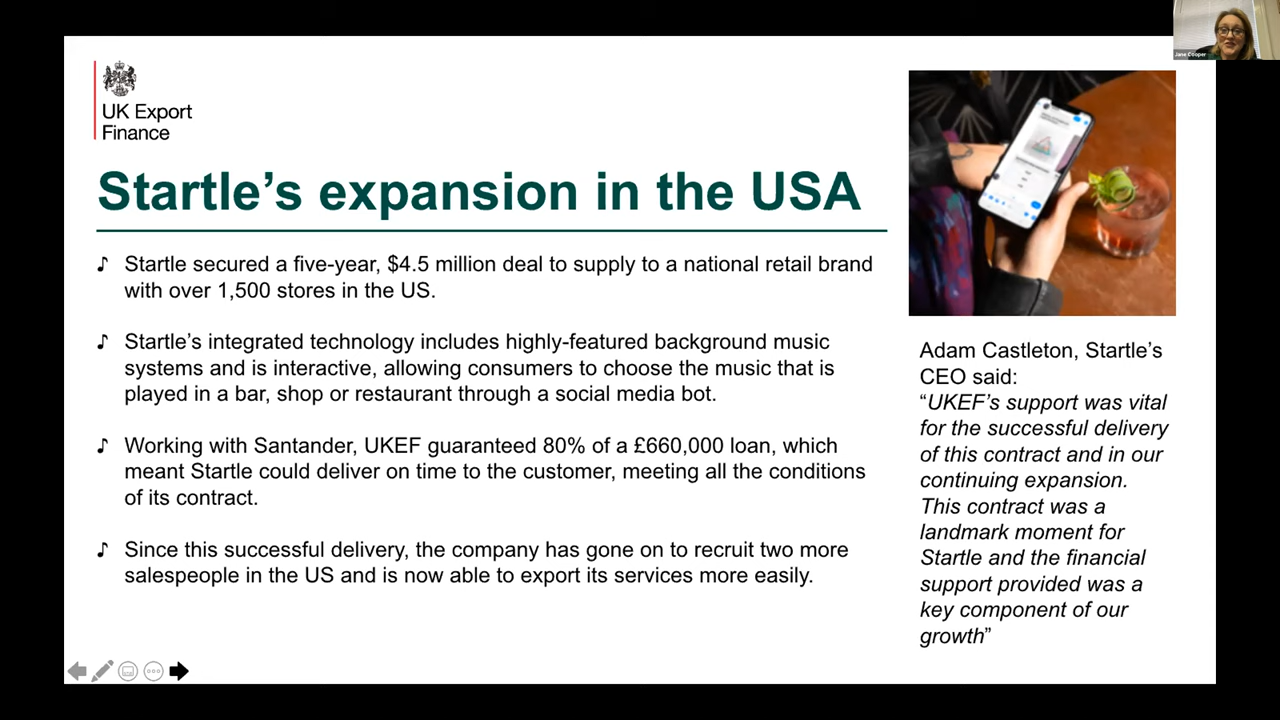 Jane Cooper
UK Export
Finance
Startle’s expansion in the USA
♪ Startle secured a five-year, $4.5 million deal to supply to a national retail brand
with over 1,500 stores in the US.
♪ Startle’s integrated technology includes highly-featured background music
systems and is interactive, allowing consumers to choose the music that is
played in a bar, shop or restaurant through a social media bot.
♪ Working with Santander, UKEF guaranteed 80% of a £660,000 loan, which
meant Startle could deliver on time to the customer, meeting all the conditions
of its contract.
♪ Since this successful delivery, the company has gone on to recruit two more
salespeople in the US and is now able to export its services more easily.
Adam Castleton, Startle’s
CEO said:
“UKEF’s support was vital
for the successful delivery
of this contract and in our
continuing expansion.
This contract was a
landmark moment for
Startle and the financial
support provided was a
key component of our
growth”